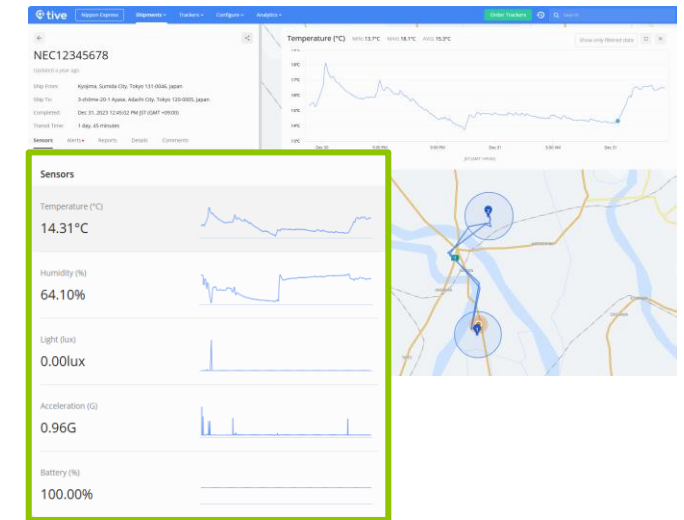 tive
Nippon Express
Shipments
Trackers
Configure
Analytics
Order Trackers
Search
NEC12345678
Updated a year ago
Ship From: Kyojima, Sumida City, Tokyo 131-0046, Japan
Ship To: 3-chōme-20-1 Ayase, Adachi City, Tokyo 120-0005, Japan
Completed: Dec 31, 2023 12:45:02 PM JST (GMT +09:00)
Transit Time: 1 day, 45 minutes
Sensors Alerts Reports Details Comments
Temperature (°C) MIN: 13.7°C MAX: 18.1°C AVG: 15.3°C
Show only filtered data
18°C
17°C
16°C
15°C
14°C
13°C
Dec 30
Dec 31
Dec 31
JST (GMT +09:00)
Sensors
Temperature (°C)
14.31°C
Humidity (%)
64.10%
Light (lux)
0.00lux
Acceleration (G)
0.96G
Battery (%)
100.00%